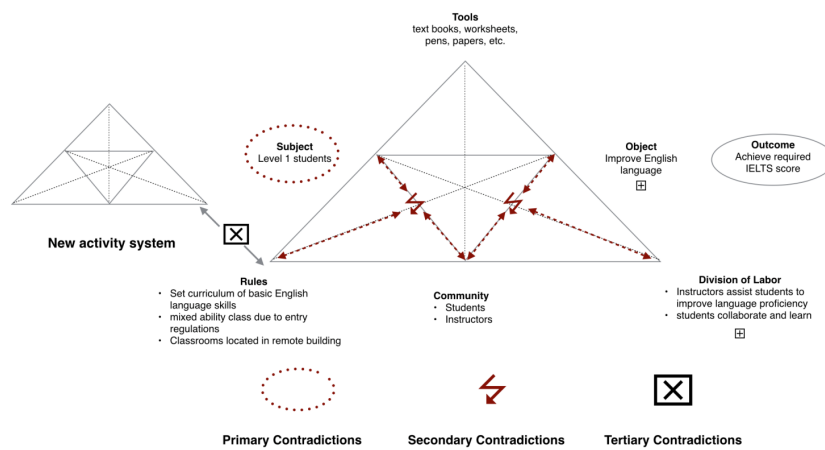 Tools
text books, worksheets,
pens, papers, etc.
Subject
Level 1 students
Object
Improve English
language
Outcome
Achieve required
IELTS score
New activity system
Rules
• Set curriculum of basic English
language skills
• mixed ability class due to entry
regulations
• Classrooms located in remote building
Community
• Students
• Instructors
Division of Labor
• Instructors assist students to
improve language proficiency
• students collaborate and learn
Primary Contradictions
Secondary Contradictions
Tertiary Contradictions